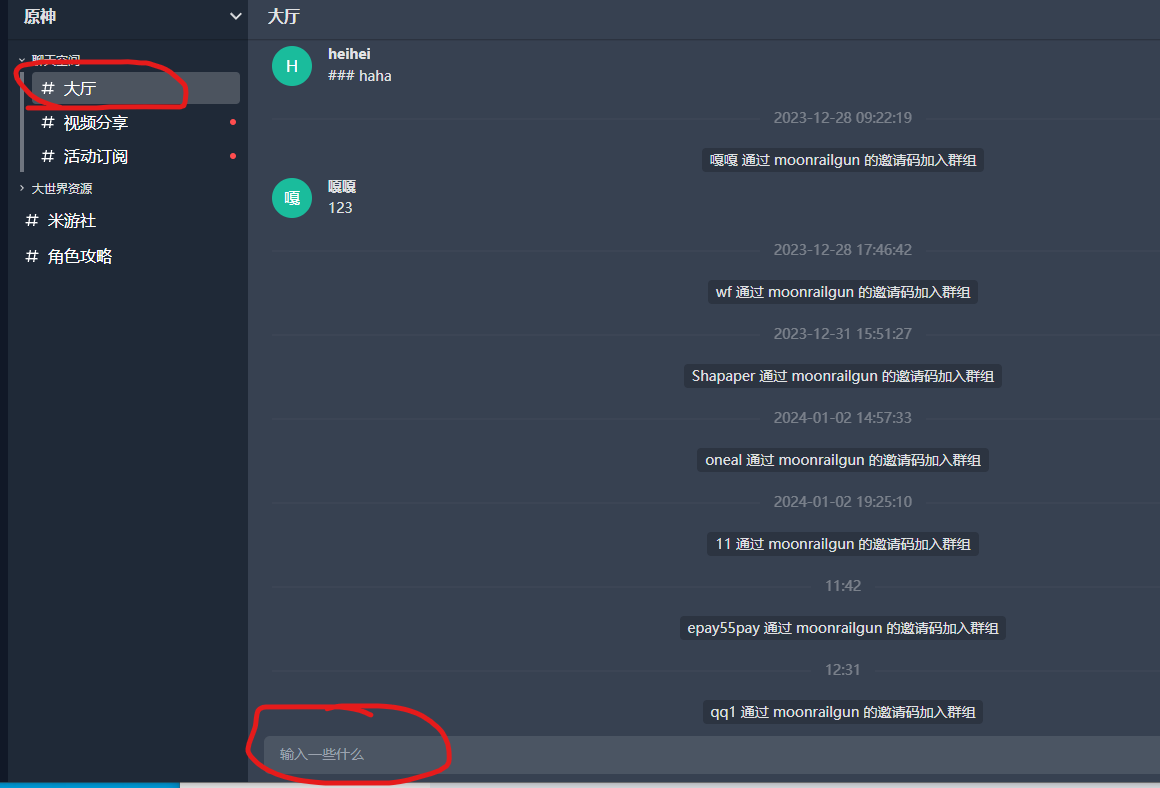 原神
聊天空间
# 大厅
# 视频分享
# 活动订阅
大世界资源
# 米游社
# 角色攻略
大厅
H
heihei
### haha
2023-12-28 09:22:19
嘎嘎 通过 moonrailgun 的邀请码加入群组
嘎
嘎嘎
123
2023-12-28 17:46:42
wf 通过 moonrailgun 的邀请码加入群组
2023-12-31 15:51:27
Shapaper 通过 moonrailgun 的邀请码加入群组
2024-01-02 14:57:33
oneal 通过 moonrailgun 的邀请码加入群组
2024-01-02 19:25:10
11 通过 moonrailgun 的邀请码加入群组
11:42
epay55pay 通过 moonrailgun 的邀请码加入群组
12:31
qq1 通过 moonrailgun 的邀请码加入群组
输入一些什么